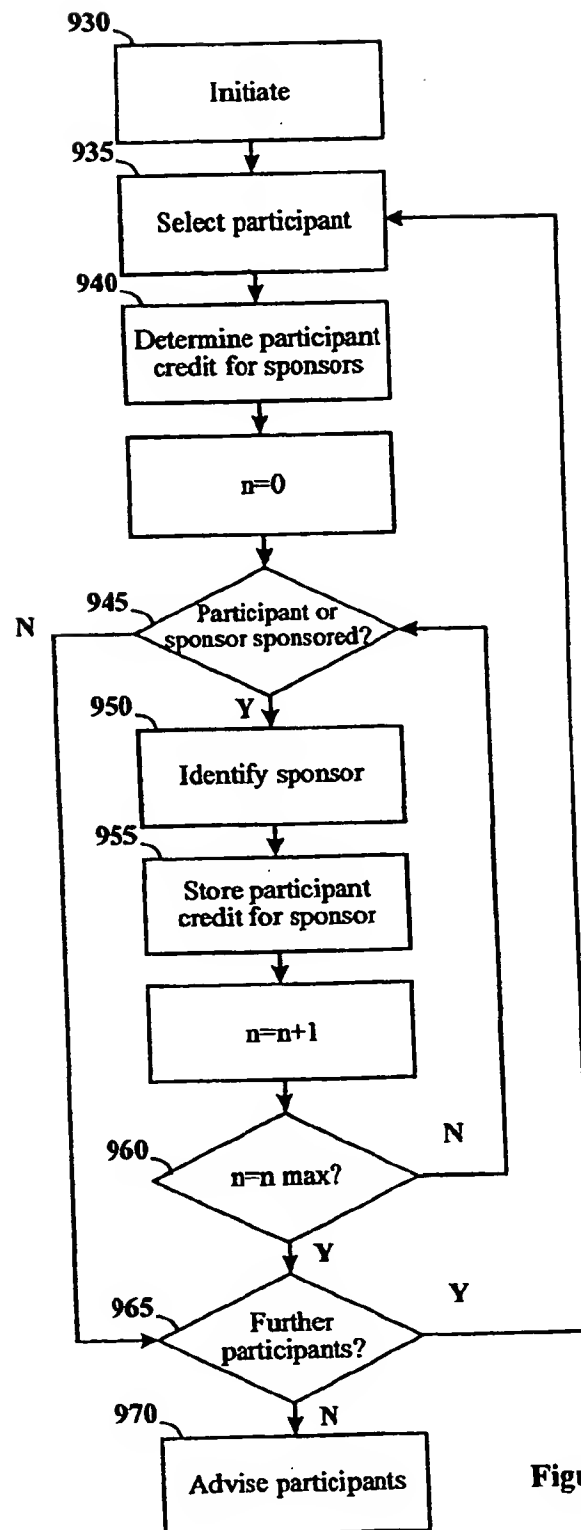 930
Initiate
935
Select participant
940
Determine participant
credit for sponsors
n=0
945
N
Participant or
sponsor sponsored?
Y
950
Identify sponsor
955
Store participant
credit for sponsor
n=n+1
960
N
n=n max?
Y
965
Y
Further
participants?
N
970
Advise participants
Figu